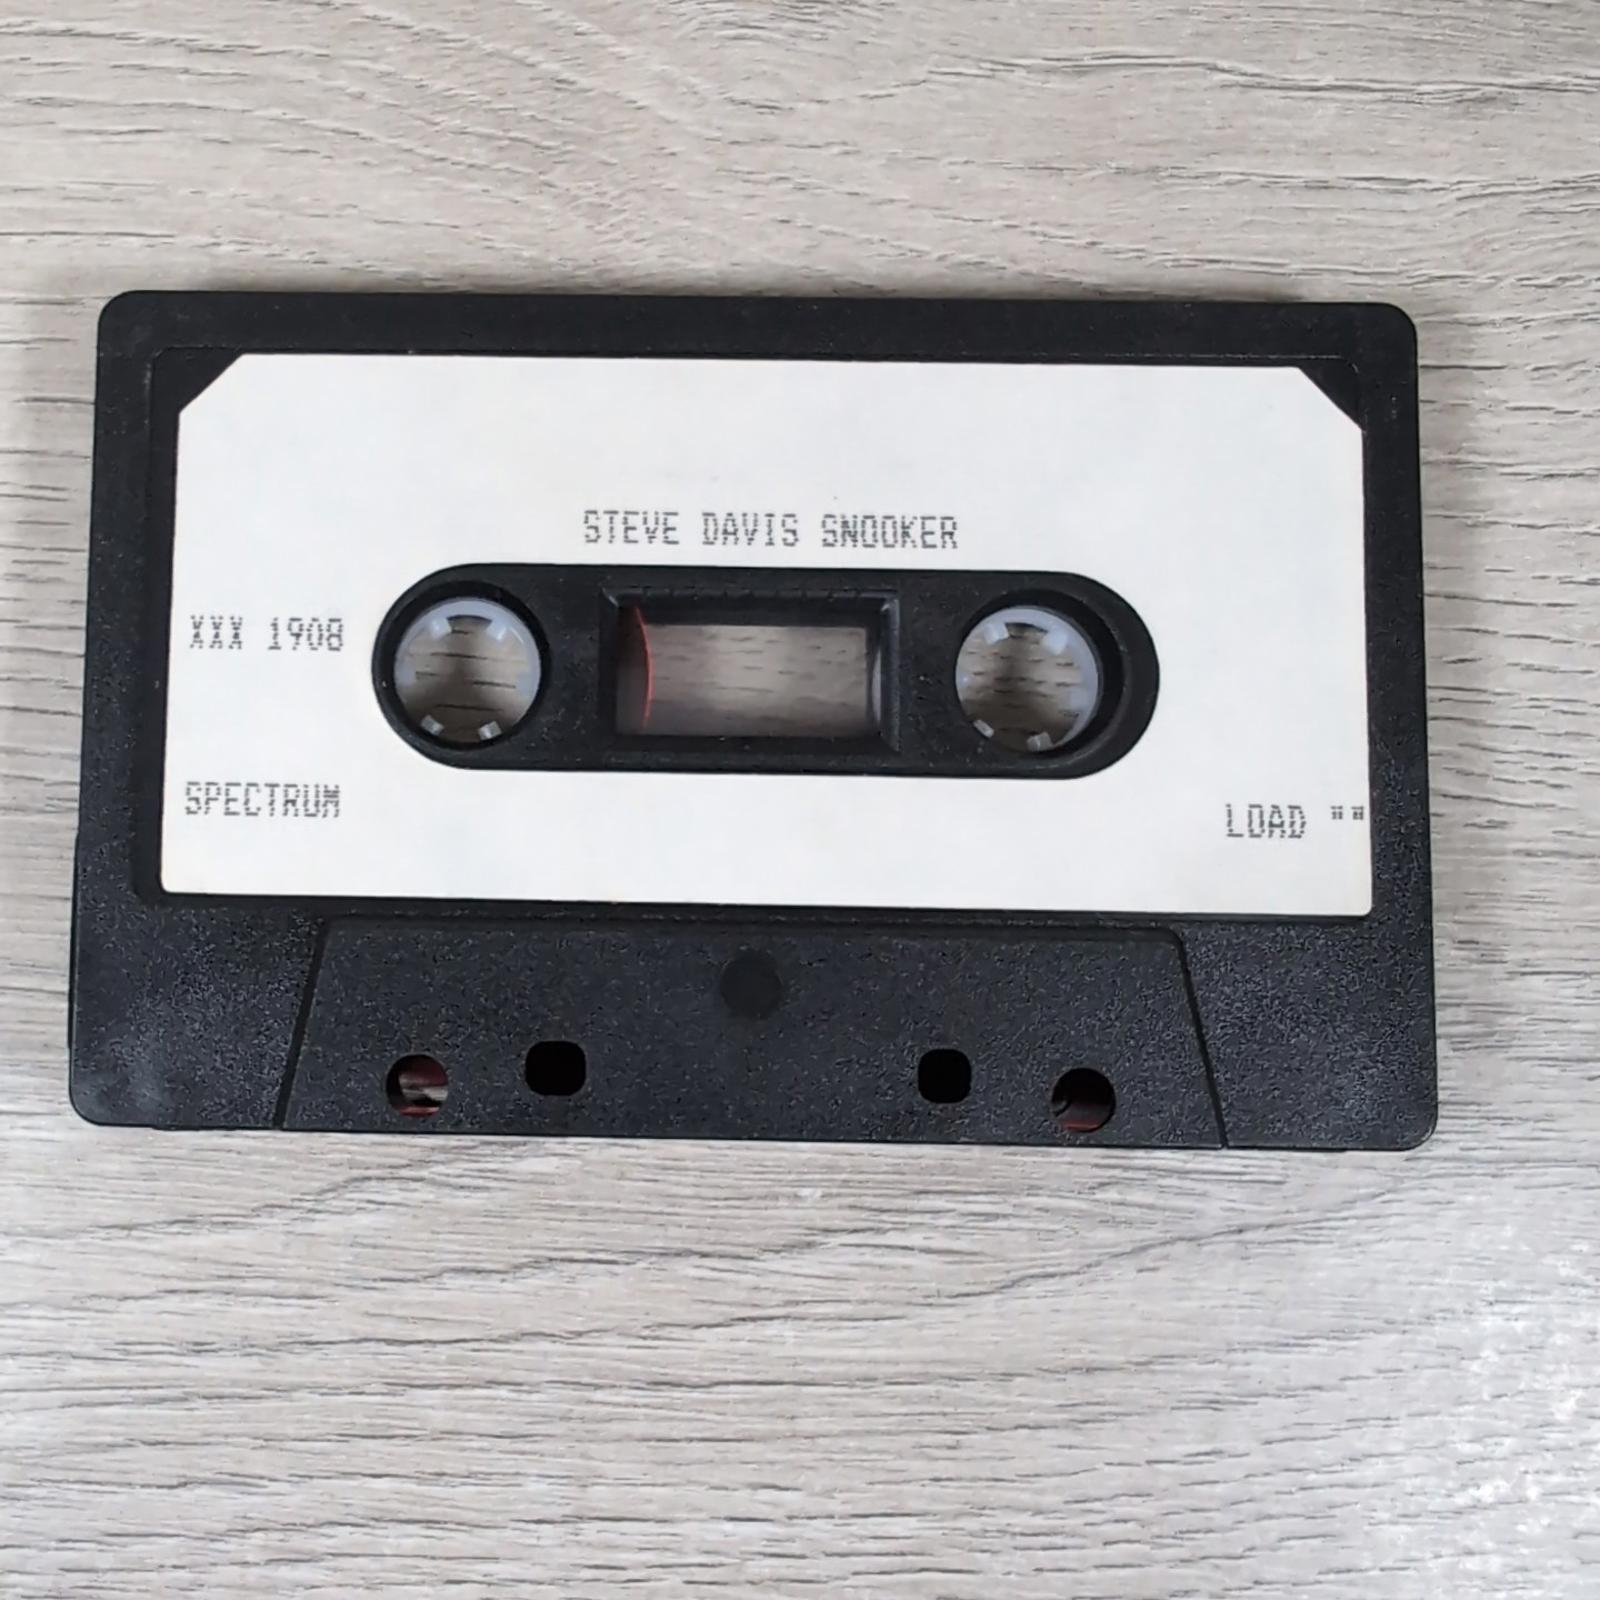 STEVE DAVIS SNOOKER
XXX 1908
SPECTRUM
LOAD ""